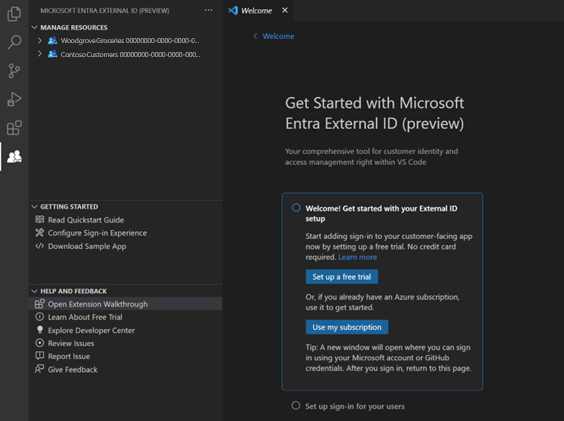 MICROSOFT ENTRA EXTERNAL ID (PREVIEW) ...
MANAGE RESOURCES
WoodgroveGroceries 00000000-0000-0000-0...
ContosoCustomers 00000000-0000-0000-000...
GETTING STARTED
Read Quickstart Guide
Configure Sign-in Experience
Download Sample App
HELP AND FEEDBACK
Open Extension Walkthrough
Learn About Free Trial
Explore Developer Center
Review Issues
Report Issue
Give Feedback
Welcome
Welcome
Get Started with Microsoft
Entra External ID (preview)
Your comprehensive tool for customer identity and
access management right within VS Code
Welcome! Get started with your External ID
setup
Start adding sign-in to your customer-facing app
now by setting up a free trial. No credit card
required. Learn more
Set up a free trial
Or, if you already have an Azure subscription,
use it to get started.
Use my subscription
Tip: A new window will open where you can sign
in using your Microsoft account or GitHub
credentials. After you sign in, return to this page.
Set up sign-in for your users